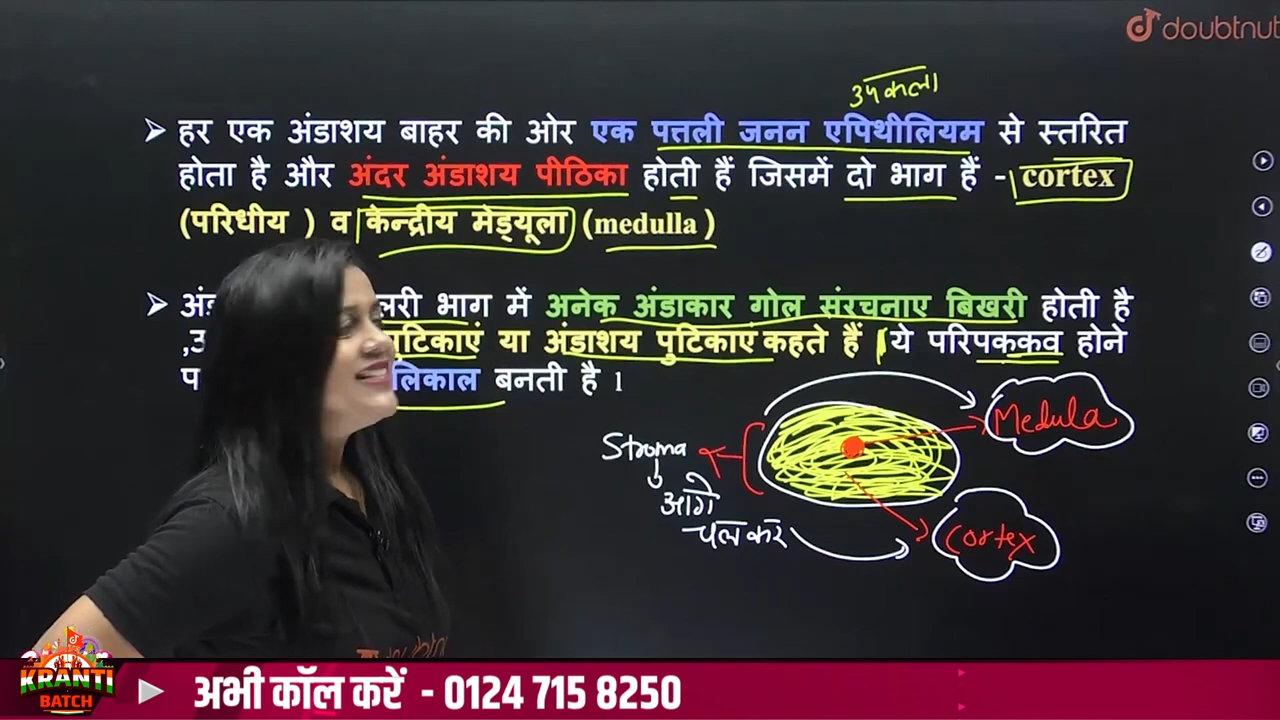 doubtnut
उपकला
➤ हर एक अंडाशय बाहर की ओर एक पत्तली जनन एपिथीलियम से स्तरित
होता है और अंदर अंडाशय पीठिका होती हैं जिसमें दो भाग हैं - cortex
(परिधीय ) व केन्द्रीय मेड्यूला (medulla )
➤ लरी भाग में अनेक अंडाकार गोल संरचनाए बिखरी होती है
पुटिकाएं या अंडाशय पुटिकाएं कहते हैं । ये परिपककव होने
लिकाल बनती है ।
Medula
Stroma
आगे
चलकर
cortex
doubtnu
KRANTI
BATCH
अभी कॉल करें - 0124 715 8250